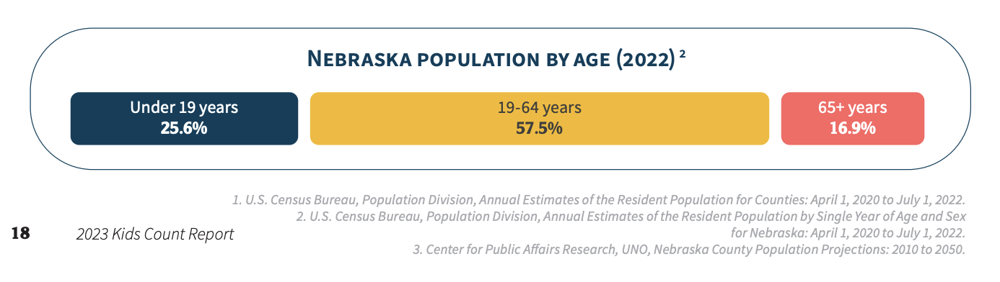 Nebraska population by age (2022) 2
Under 19 years
25.6%
19-64 years
57.5%
65+ years
16.9%
1. U.S. Census Bureau, Population Division, Annual Estimates of the Resident Population for Counties: April 1, 2020 to July 1, 2022.
2. U.S. Census Bureau, Population Division, Annual Estimates of the Resident Population by Single Year of Age and Sex
for Nebraska: April 1, 2020 to July 1, 2022.
3. Center for Public Affairs Research, UNO, Nebraska County Population Projections: 2010 to 2050.
18
2023 Kids Count Report